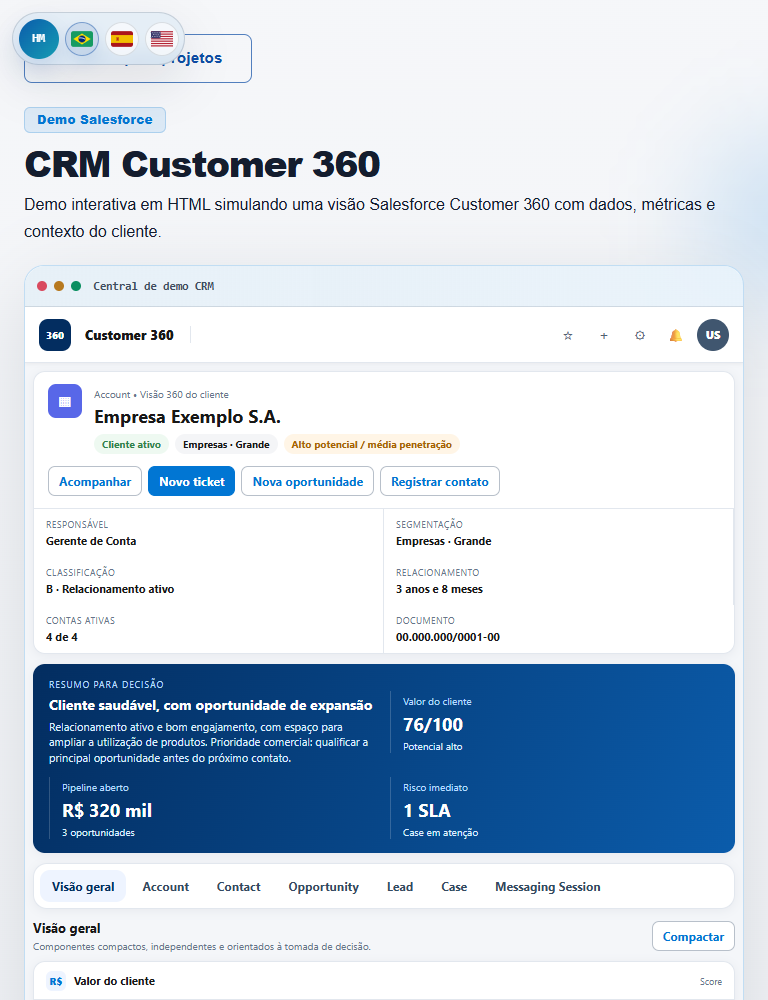 HM
rojetos
Demo Salesforce
CRM Customer 360
Demo interativa em HTML simulando uma visão Salesforce Customer 360 com dados, métricas e
contexto do cliente.
Central de demo CRM
360 Customer 360
US
Account • Visão 360 do cliente
Empresa Exemplo S.A.
Cliente ativo Empresas · Grande Alto potencial / média penetração
Acompanhar Novo ticket Nova oportunidade Registrar contato
RESPONSÁVEL
Gerente de Conta
SEGMENTAÇÃO
Empresas · Grande
CLASSIFICAÇÃO
B · Relacionamento ativo
RELACIONAMENTO
3 anos e 8 meses
CONTAS ATIVAS
4 de 4
DOCUMENTO
00.000.000/0001-00
RESUMO PARA DECISÃO
Cliente saudável, com oportunidade de expansão
Relacionamento ativo e bom engajamento, com espaço para
ampliar a utilização de produtos. Prioridade comercial: qualificar a
principal oportunidade antes do próximo contato.
Valor do cliente
76/100
Potencial alto
Pipeline aberto
R$ 320 mil
3 oportunidades
Risco imediato
1 SLA
Case em atenção
Visão geral Account Contact Opportunity Lead Case Messaging Session
Visão geral
Componentes compactos, independentes e orientados à tomada de decisão.
Compactar
R$ Valor do cliente Score